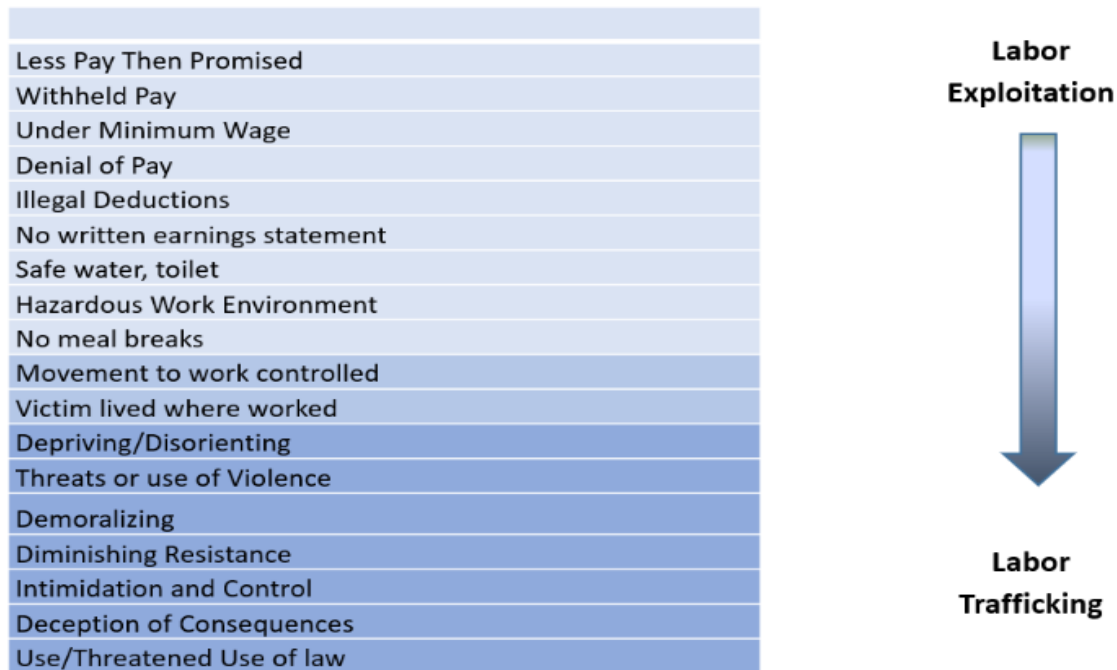 Less Pay Then Promised
Withheld Pay
Under Minimum Wage
Denial of Pay
Illegal Deductions
No written earnings statement
Safe water, toilet
Hazardous Work Environment
No meal breaks
Movement to work controlled
Victim lived where worked
Depriving/Disorienting
Threats or use of Violence
Demoralizing
Diminishing Resistance
Intimidation and Control
Deception of Consequences
Use/Threatened Use of law
Labor
Exploitation
Labor
Trafficking